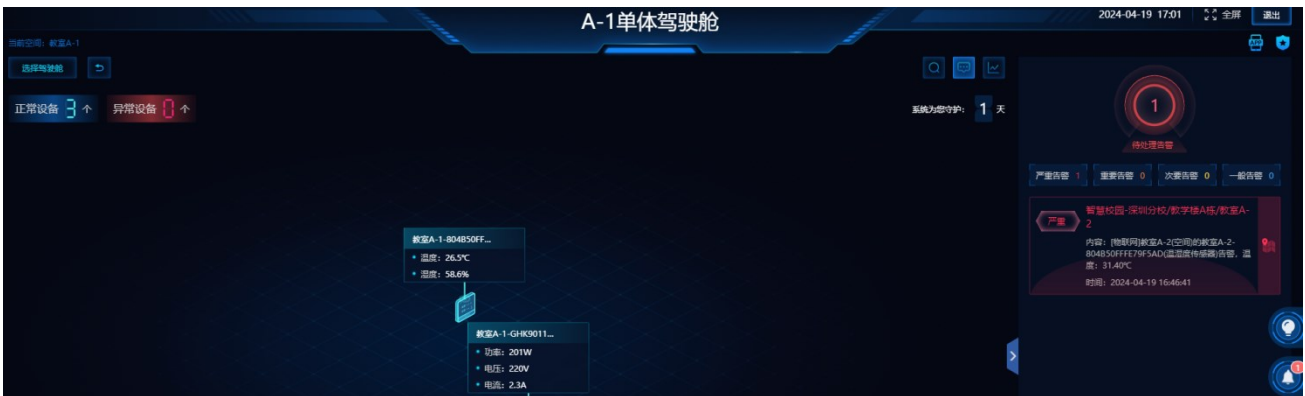 A-1单体驾驶舱
2024-04-19 17:01 全屏 退出
当前空间: 教室A-1
选择驾驶舱
正常设备 3 个 异常设备 0 个
系统为您守护: 1 天
1
待处理告警
严重告警 1 重要告警 0 次要告警 0 一般告警 0
严重
智慧校园-深圳分校/教学楼A栋/教室A-
2
内容: [物联网]教室A-2(空间)的教室A-2-
804B50FFFE79F5AD(温湿度传感器)告警, 温
度: 31.40℃
时间: 2024-04-19 16:46:41
教室A-1-804B50FF...
温度: 26.5℃
湿度: 58.6%
教室A-1-GHK9011...
功率: 201W
电压: 220V
电流: 2.3A
1